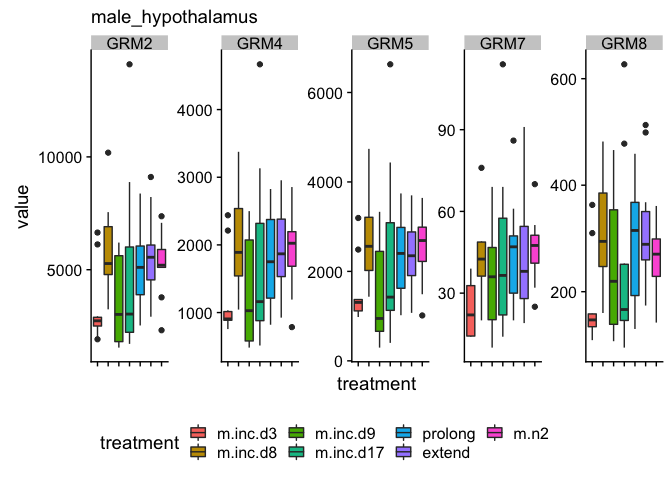 male_hypothalamus
GRM2 GRM4 GRM5 GRM7 GRM8
value
10000
5000
4000
3000
2000
1000
6000
4000
2000
0
90
60
30
600
400
200
treatment
treatment m.inc.d3 m.inc.d9 prolong m.n2
m.inc.d8 m.inc.d17 extend